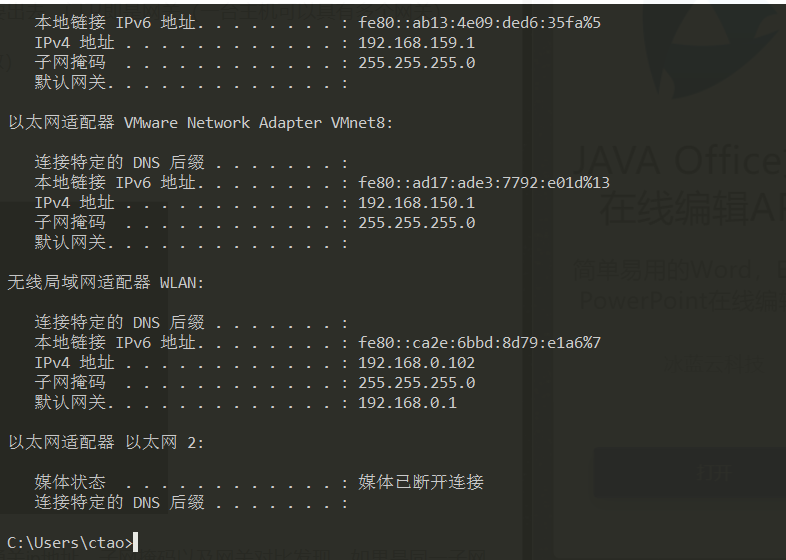 本地链接 IPv6 地址. . . . . . . . : fe80::ab13:4e09:ded6:35fa%5
IPv4 地址 . . . . . . . . . . . . : 192.168.159.1
子网掩码  . . . . . . . . . . . . : 255.255.255.0
默认网关. . . . . . . . . . . . . :
以太网适配器 VMware Network Adapter VMnet8:
连接特定的 DNS 后缀 . . . . . . . :
本地链接 IPv6 地址. . . . . . . . : fe80::ad17:ade3:7792:e01d%13
IPv4 地址 . . . . . . . . . . . . : 192.168.150.1
子网掩码  . . . . . . . . . . . . : 255.255.255.0
默认网关. . . . . . . . . . . . . :
无线局域网适配器 WLAN:
连接特定的 DNS 后缀 . . . . . . . :
本地链接 IPv6 地址. . . . . . . . : fe80::ca2e:6bbd:8d79:e1a6%7
IPv4 地址 . . . . . . . . . . . . : 192.168.0.102
子网掩码  . . . . . . . . . . . . : 255.255.255.0
默认网关. . . . . . . . . . . . . : 192.168.0.1
以太网适配器 以太网 2:
媒体状态  . . . . . . . . . . . . : 媒体已断开连接
连接特定的 DNS 后缀 . . . . . . . :
C:\Users\ctao>
JAVA Office
在线编辑
简单易用的Word
PowerPoint在线编辑
打开